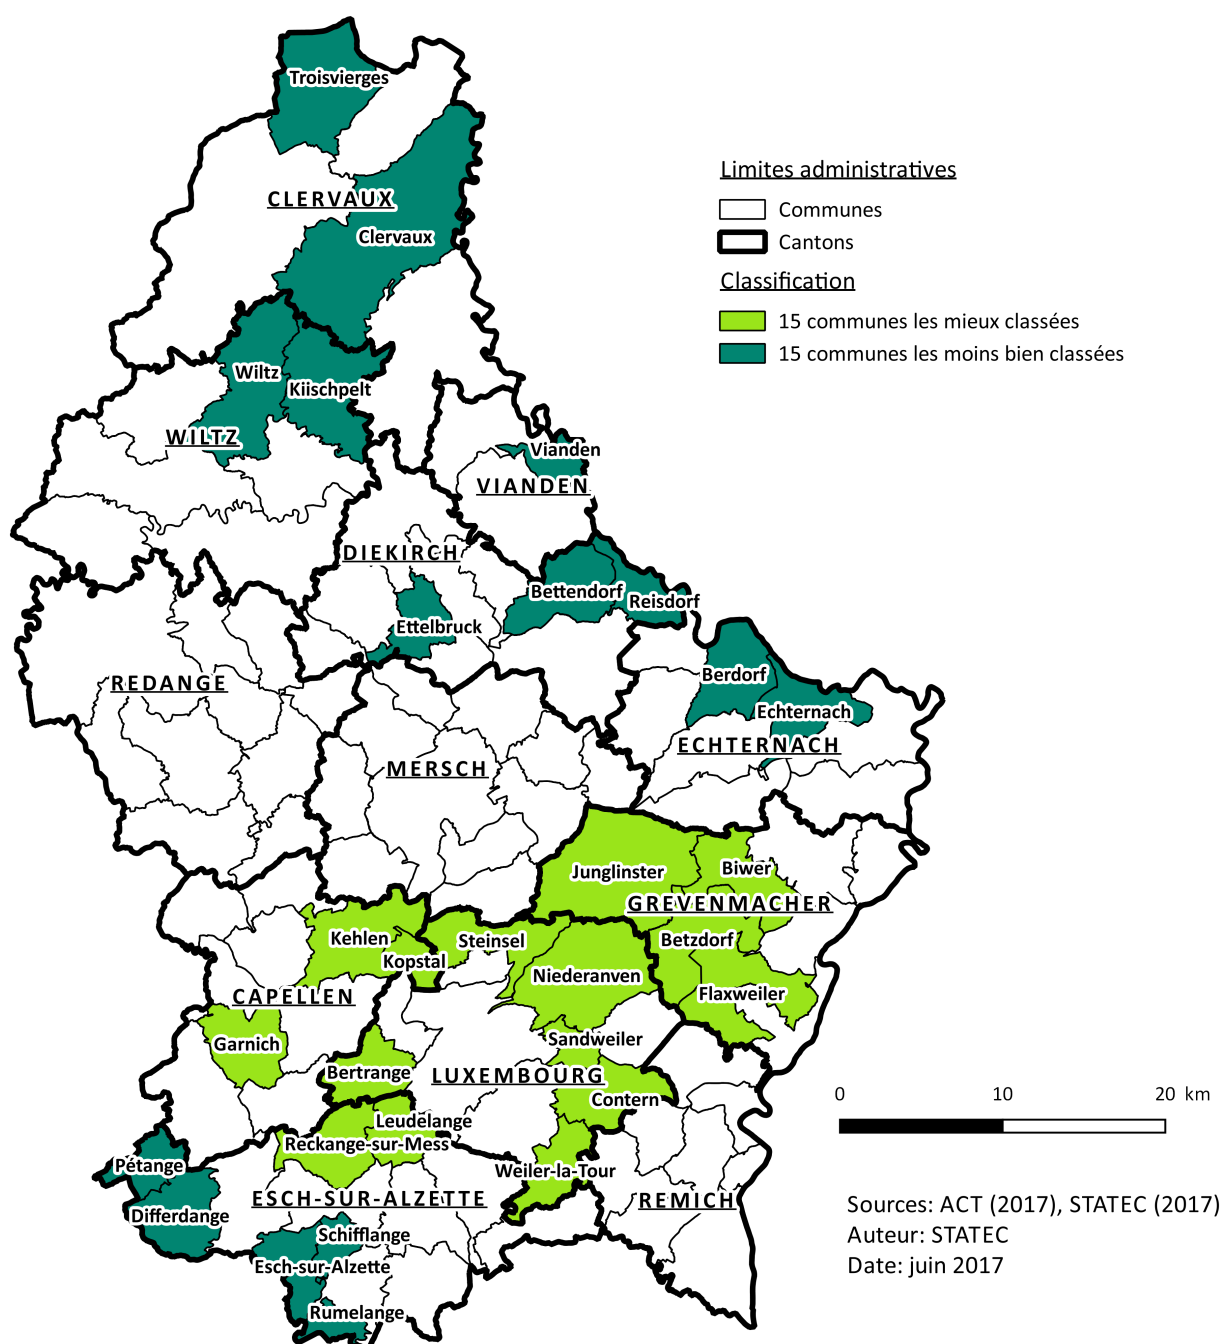 Troisvierges
CLERVAUX
Clervaux
Limites administratives
Communes
Cantons
Classification
15 communes les mieux classées
15 communes les moins bien classées
Wiltz
Kiischpelt
WILTZ
Vianden
VIANDEN
DIEKIRCH
Bettendorf
Reisdorf
Ettelbruck
REDANGE
Berdorf
Echternach
ECHTERNACH
MERSCH
Junglinster
Biwer
GREVENMACHER
Kehlen
Steinsel
Betzdorf
Kopstal
Niederanven
CAPELLEN
Flaxweiler
Garnich
Sandweiler
Bertrange
LUXEMBOURG
Contern
0 10 20 km
Leudelange
Reckange-sur-Mess
Pétange
Weiler-la-Tour
ESCH-SUR-ALZETTE
REMICH
Differdange
Schifflange
Esch-sur-Alzette
Rumelange
Sources: ACT (2017), STATEC (2017)
Auteur: STATEC
Date: juin 2017